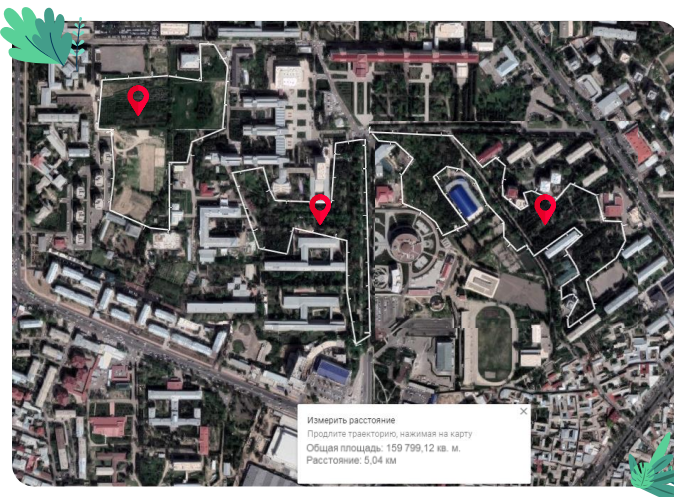 Измерить расстояние
Продлите траекторию, нажимая на карту
Общая площадь: 159 799,12 кв. м.
Расстояние: 5,04 км